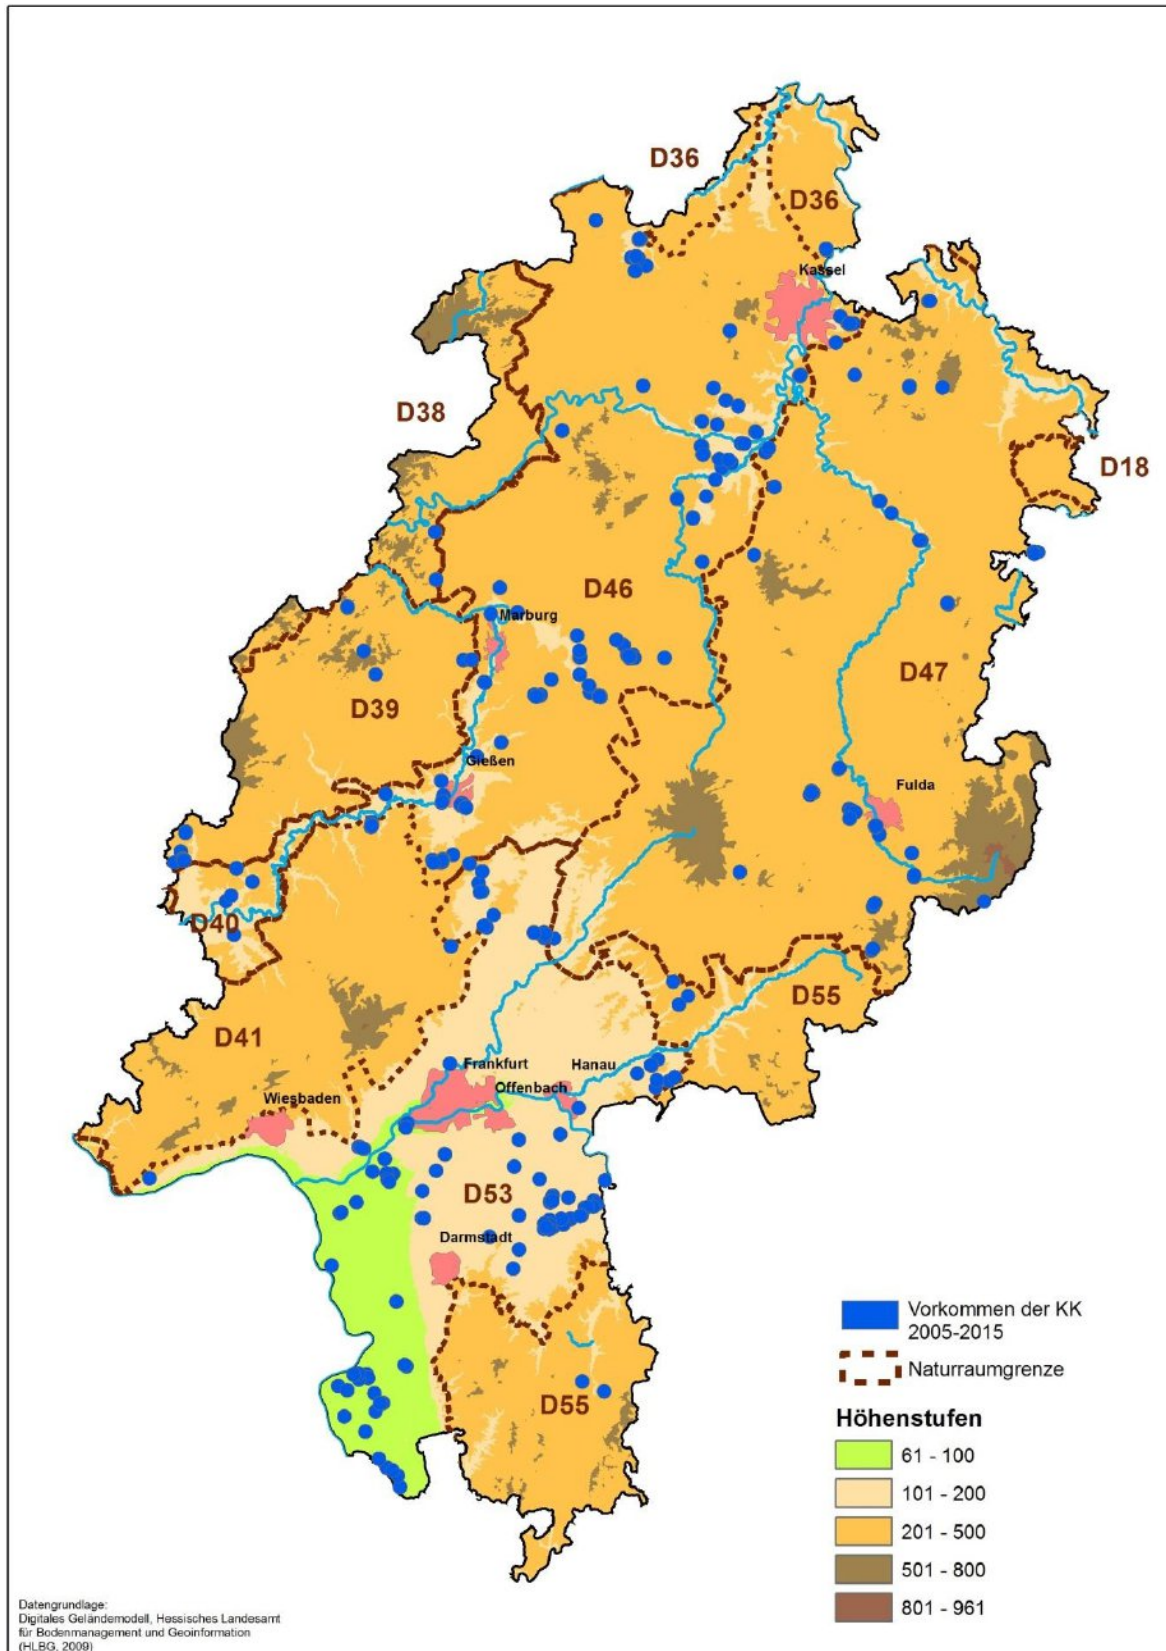 D36
D36
Kassel
D38
D18
D46
Marburg
D47
D39
Gießen
Fulda
D40
D55
D41
Frankfurt
Hanau
Offenbach
Wiesbaden
D53
Darmstadt
Vorkommen der KK
2005-2015
Naturraumgrenze
D55
Höhenstufen
61 - 100
101 - 200
201 - 500
501 - 800
801 - 961
Datengrundlage:
Digitales Geländemodell, Hessisches Landesamt
für Bodenmanagement und Geoinformation
(HLBG, 2009)